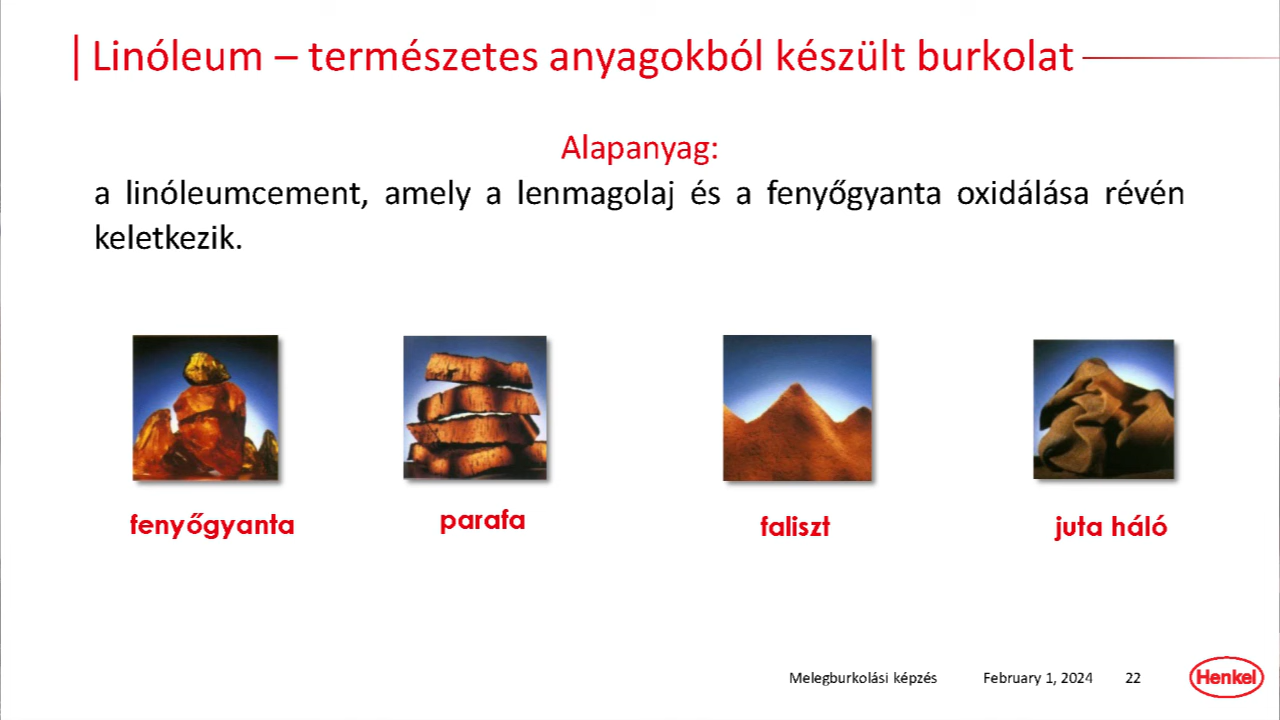 Linóleum – természetes anyagokból készült burkolat
Alapanyag:
a linóleumcement, amely a lenmagolaj és a fenyőgyanta oxidálása révén
keletkezik.
fenyőgyanta
parafa
faliszt
juta háló
Melegburkolási képzés February 1, 2024 22
Henkel